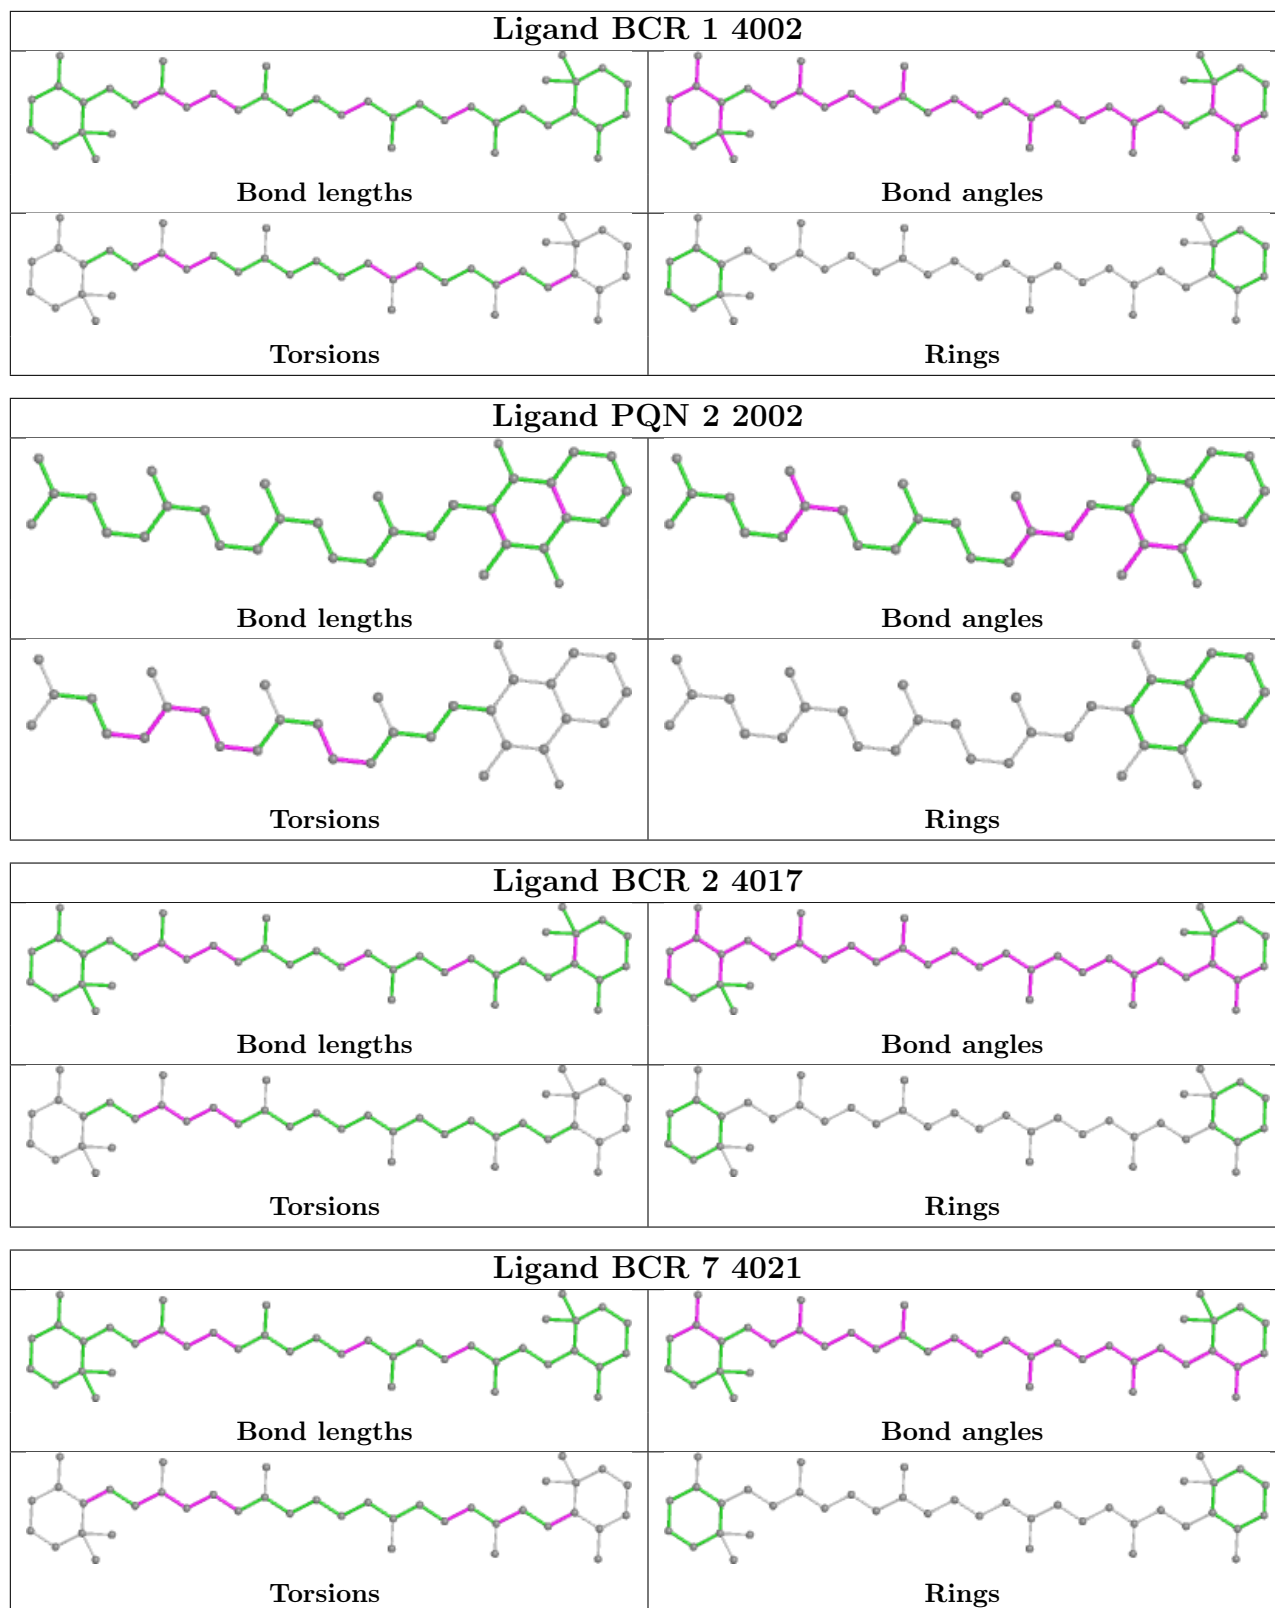 Ligand BCR 1 4002
Bond lengths
Bond angles
Torsions
Rings
Ligand PQN 2 2002
Bond lengths
Bond angles
Torsions
Rings
Ligand BCR 2 4017
Bond lengths
Bond angles
Torsions
Rings
Ligand BCR 7 4021
Bond lengths
Bond angles
Torsions
Rings